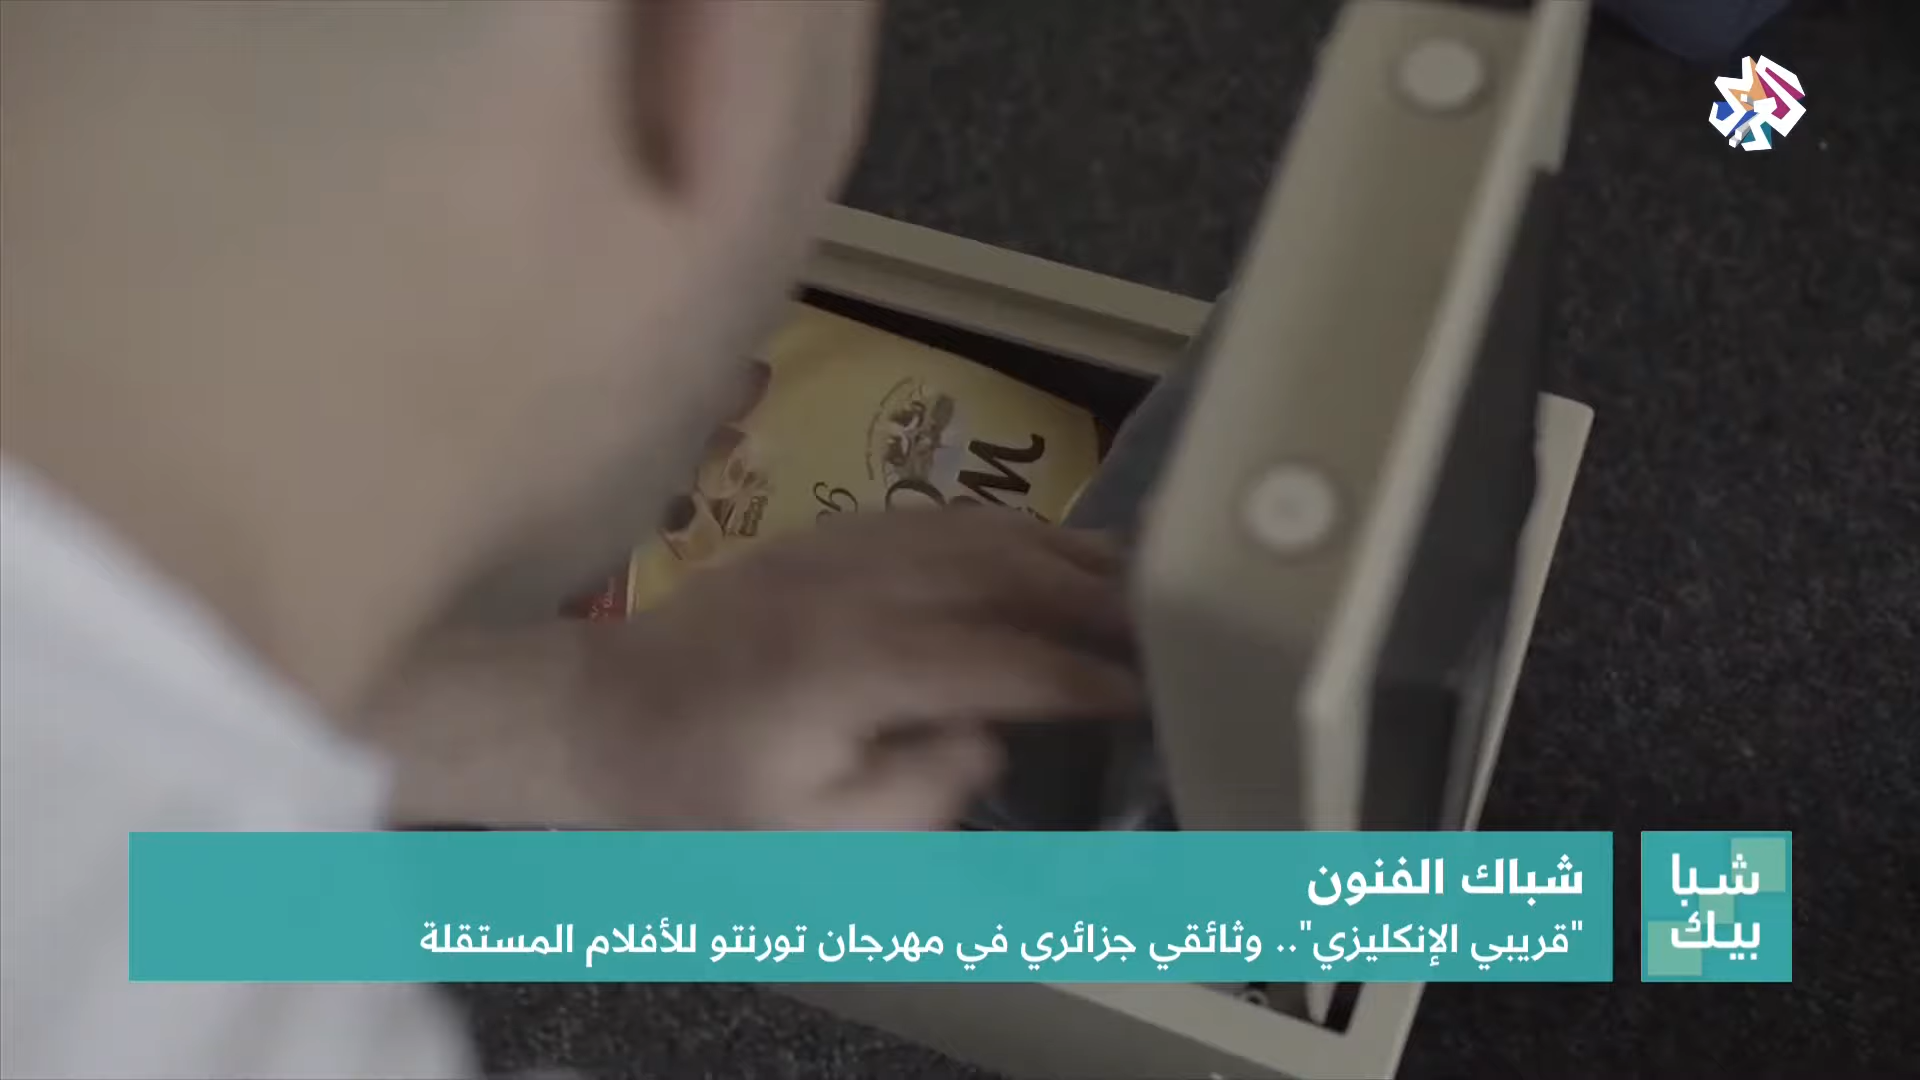 شباك الفنون
"قريبي الإنكليزي".. وثائقي جزائري في مهرجان تورنتو للأفلام المستقلة
شبا
بيك